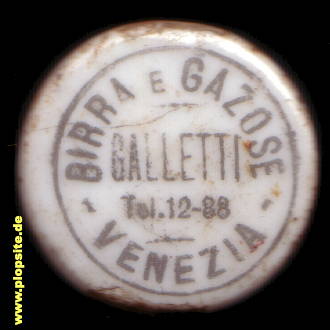 BIRRA E GAZOSE
GALLETTI
Tel.12-88
- VENEZIA -
www.plopsite.de